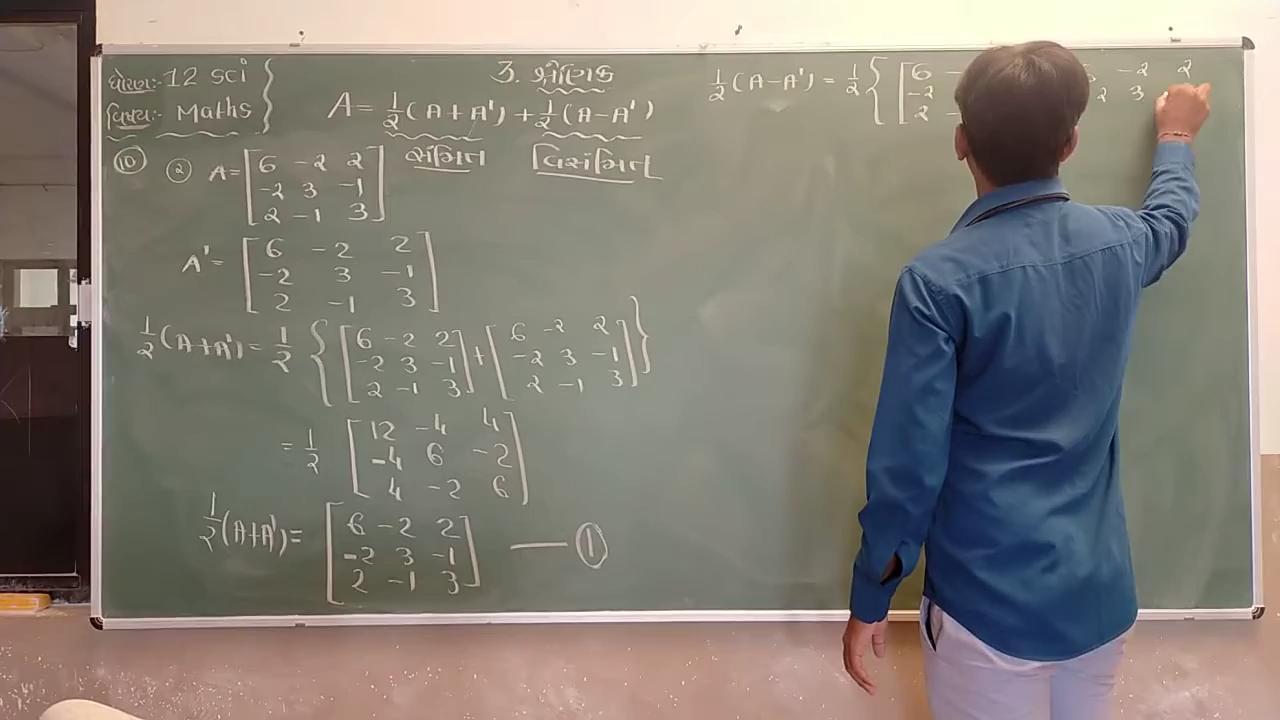 ધોરણ:- 12 sci
વિષય:- Maths
3. શ્રેણિક
A = 1/2 (A + A') + 1/2 (A - A')
સંમિત વિસંમિત
10 2 A = [6 -2 2
-2 3 -1
2 -1 3]
A' = [6 -2 2
-2 3 -1
2 -1 3]
1/2 (A+A') = 1/2 { [6 -2 2 + [6 -2 2
-2 3 -1 -2 3 -1
2 -1 3] 2 -1 3] }
= 1/2 [12 -4 4
-4 6 -2
4 -2 6]
1/2 (A+A') = [6 -2 2
-2 3 -1
2 -1 3] — 1
1/2 (A-A') = 1/2 { [6 - -2 2
-2 2 3
2 -